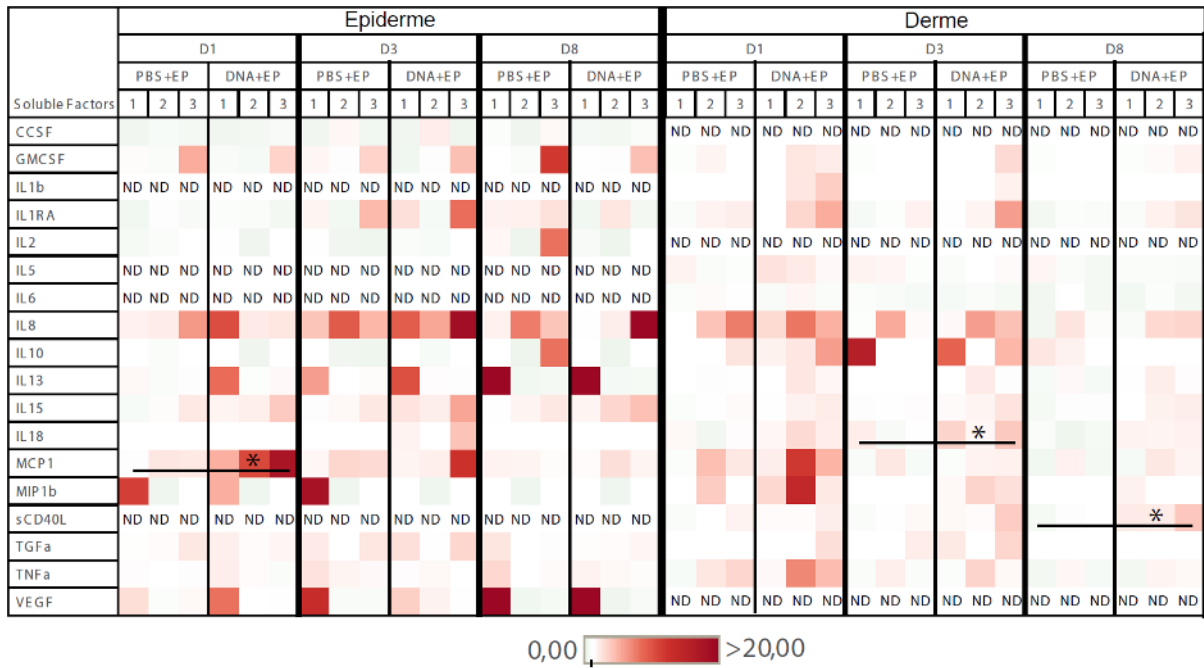 Epiderme Derme
D1 D3 D8 D1 D3 D8
PBS+EP DNA+EP PBS+EP DNA+EP PBS+EP DNA+EP PBS+EP DNA+EP PBS+EP DNA+EP PBS+EP DNA+EP
Soluble Factors 1 2 3 1 2 3 1 2 3 1 2 3 1 2 3 1 2 3 1 2 3 1 2 3 1 2 3 1 2 3 1 2 3 1 2 3
CCSF ND ND ND ND ND ND ND ND ND ND ND ND ND ND ND ND ND ND
GMCSF
IL1b ND ND ND ND ND ND ND ND ND ND ND ND ND ND ND ND ND ND
IL1RA
IL2 ND ND ND ND ND ND ND ND ND ND ND ND ND ND ND ND ND ND
IL5 ND ND ND ND ND ND ND ND ND ND ND ND ND ND ND ND ND ND
IL6 ND ND ND ND ND ND ND ND ND ND ND ND ND ND ND ND ND ND
IL8
IL10
IL13
IL15
IL18 *
MCP1 *
MIP1b
sCD40L ND ND ND ND ND ND ND ND ND ND ND ND ND ND ND ND ND ND *
TGFa
TNFa
VEGF ND ND ND ND ND ND ND ND ND ND ND ND ND ND ND ND ND ND
0,00 >20,00